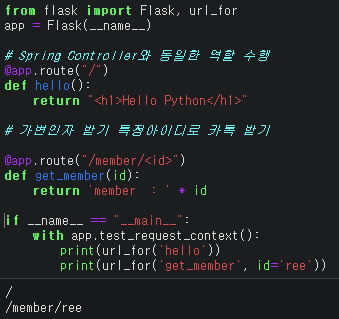 from flask import Flask, url_for
app = Flask(__name__)
# Spring Controller와 동일한 역할 수행
@app.route("/")
def hello():
    return "<h1>Hello Python</h1>"
# 가변인자 받기 특정아이디로 카톡 받기
@app.route("/member/<id>")
def get_member(id):
    return 'member : ' + id
if __name__ == "__main__":
    with app.test_request_context():
        print(url_for('hello'))
        print(url_for('get_member', id='ree'))
/
/member/ree